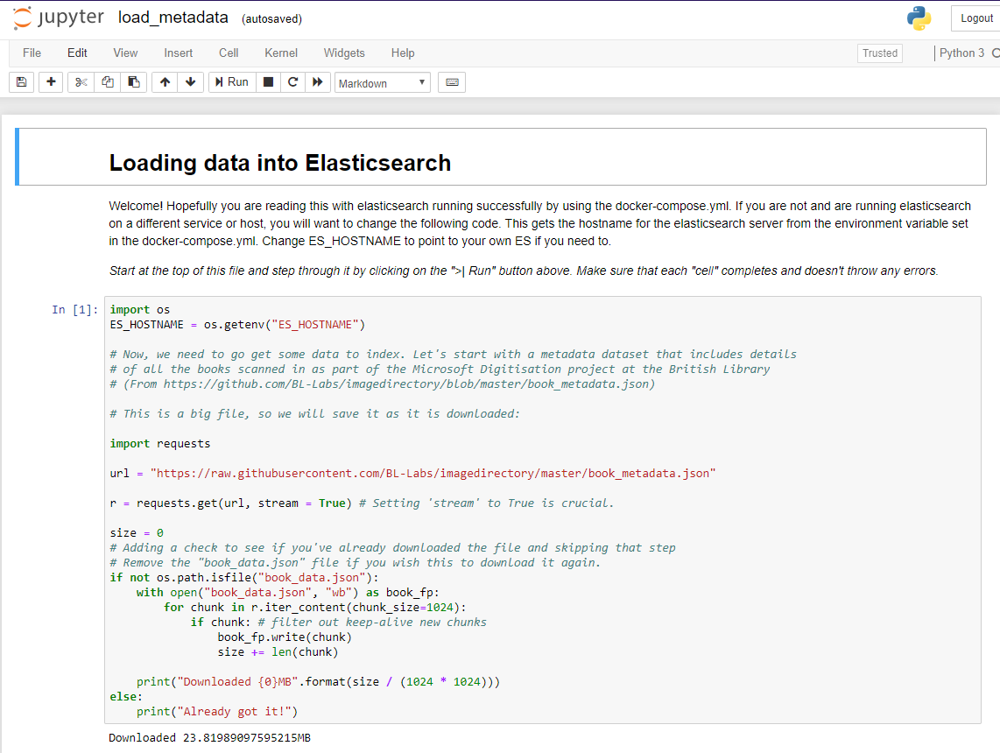 jupyter load_metadata (autosaved)
Logout
File Edit View Insert Cell Kernel Widgets Help
Trusted
Python 3
Run
Markdown
Loading data into Elasticsearch
Welcome! Hopefully you are reading this with elasticsearch running successfully by using the docker-compose.yml. If you are not and are running elasticsearch
on a different service or host, you will want to change the following code. This gets the hostname for the elasticsearch server from the environment variable set
in the docker-compose.yml. Change ES_HOSTNAME to point to your own ES if you need to.
Start at the top of this file and step through it by clicking on the ">| Run" button above. Make sure that each "cell" completes and doesn't throw any errors.
In [1]:
import os
ES_HOSTNAME = os.getenv("ES_HOSTNAME")
# Now, we need to go get some data to index. Let's start with a metadata dataset that includes details
# of all the books scanned in as part of the Microsoft Digitisation project at the British Library
# (From https://github.com/BL-Labs/imagedirectory/blob/master/book_metadata.json)
# This is a big file, so we will save it as it is downloaded:
import requests
url = "https://raw.githubusercontent.com/BL-Labs/imagedirectory/master/book_metadata.json"
r = requests.get(url, stream = True) # Setting 'stream' to True is crucial.
size = 0
# Adding a check to see if you've already downloaded the file and skipping that step
# Remove the "book_data.json" file if you wish this to download it again.
if not os.path.isfile("book_data.json"):
    with open("book_data.json", "wb") as book_fp:
        for chunk in r.iter_content(chunk_size=1024):
            if chunk: # filter out keep-alive new chunks
                book_fp.write(chunk)
                size += len(chunk)
    print("Downloaded {0}MB".format(size / (1024 * 1024)))
else:
    print("Already got it!")
Downloaded 23.81989097595215MB